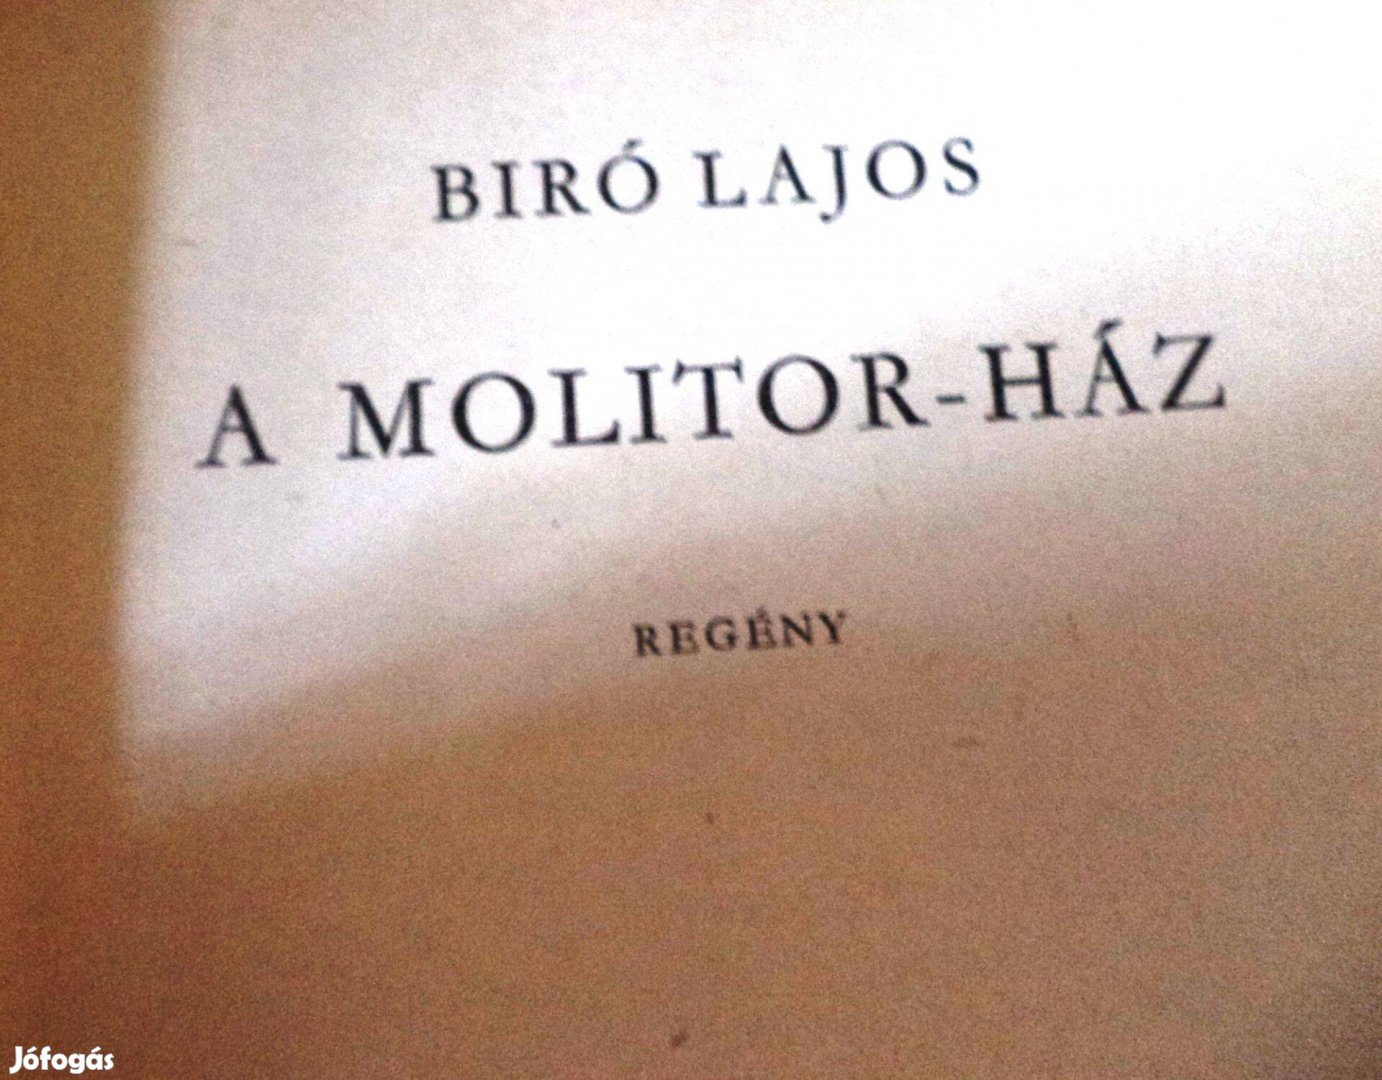 BIRÓ LAJOS
A MOLITOR-HÁZ
REGÉNY
Jófogás